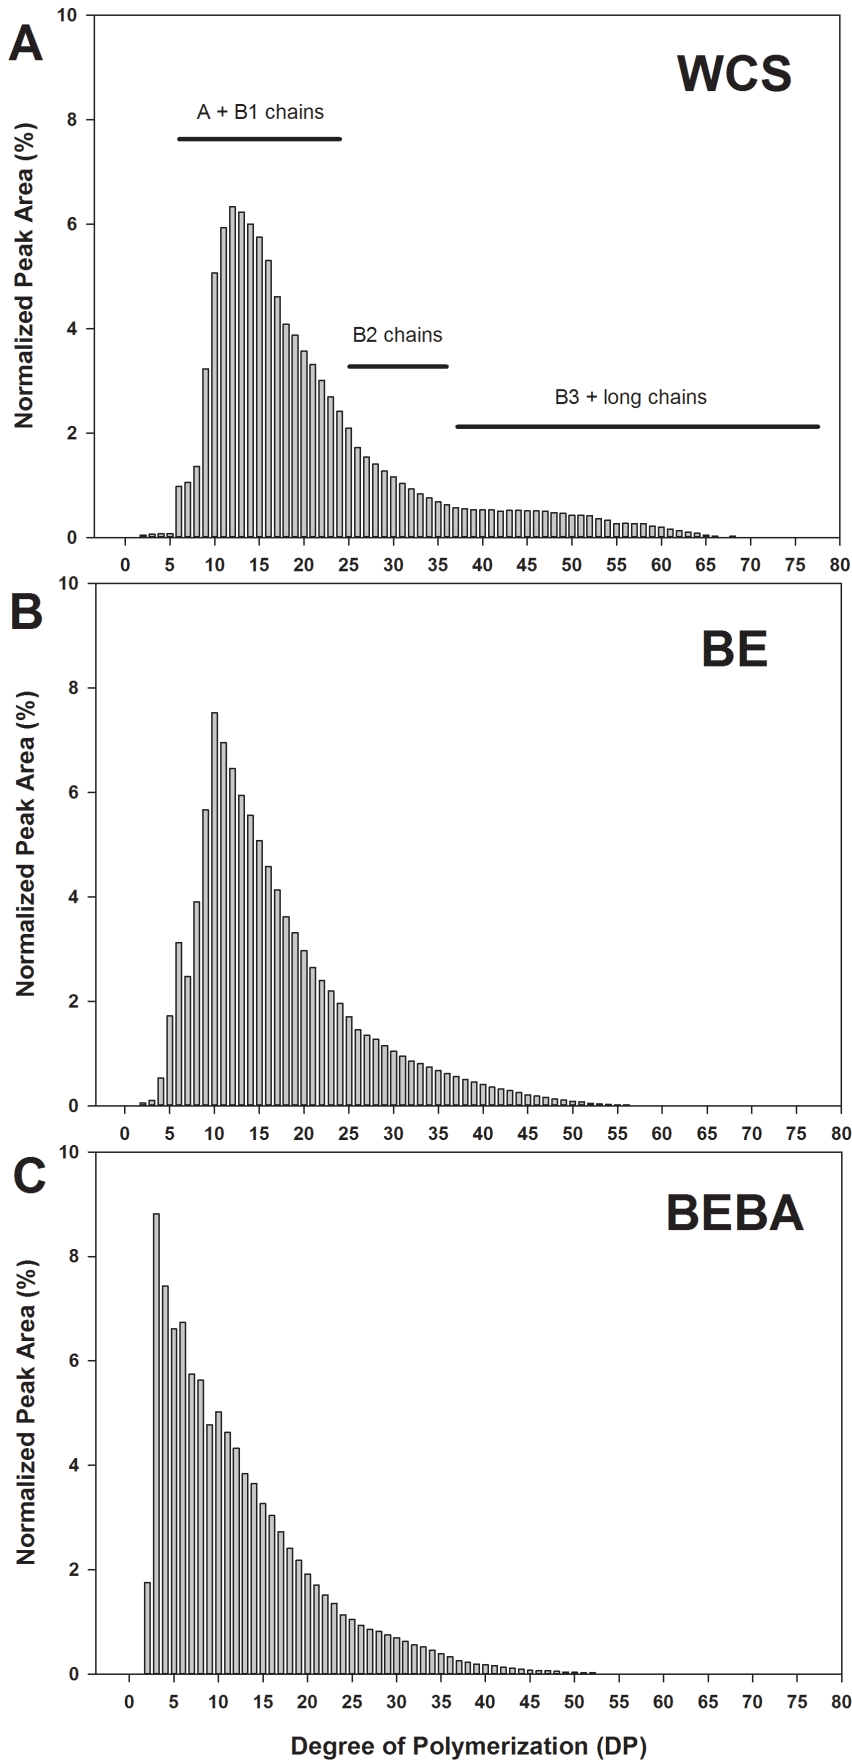 A
WCS
A + B1 chains
B2 chains
B3 + long chains
Normalized Peak Area (%)
10
8
6
4
2
0
0 5 10 15 20 25 30 35 40 45 50 55 60 65 70 75 80
B
BE
Normalized Peak Area (%)
10
8
6
4
2
0
0 5 10 15 20 25 30 35 40 45 50 55 60 65 70 75 80
C
BEBA
Normalized Peak Area (%)
10
8
6
4
2
0
0 5 10 15 20 25 30 35 40 45 50 55 60 65 70 75 80
Degree of Polymerization (DP)